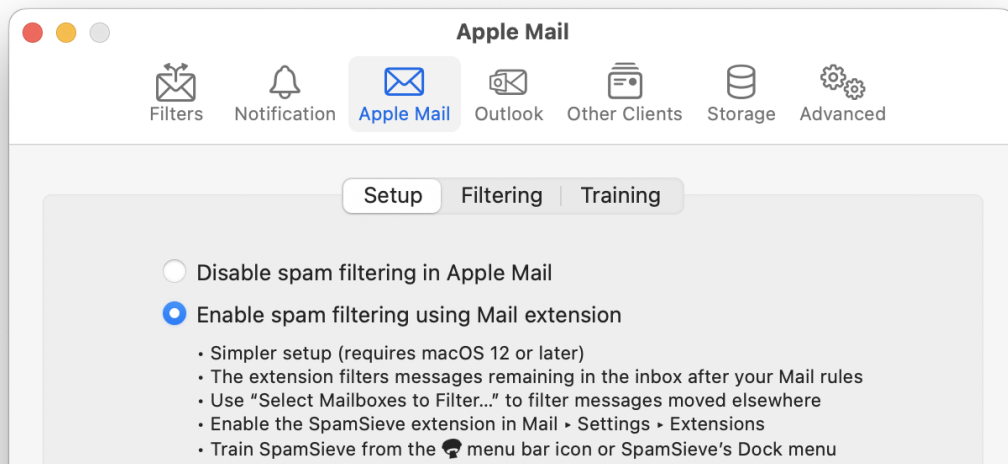 Apple Mail
Filters Notification Apple Mail Outlook Other Clients Storage Advanced
Setup Filtering Training
Disable spam filtering in Apple Mail
Enable spam filtering using Mail extension
• Simpler setup (requires macOS 12 or later)
• The extension filters messages remaining in the inbox after your Mail rules
• Use “Select Mailboxes to Filter…” to filter messages moved elsewhere
• Enable the SpamSieve extension in Mail ▸ Settings ▸ Extensions
• Train SpamSieve from the menu bar icon or SpamSieve’s Dock menu